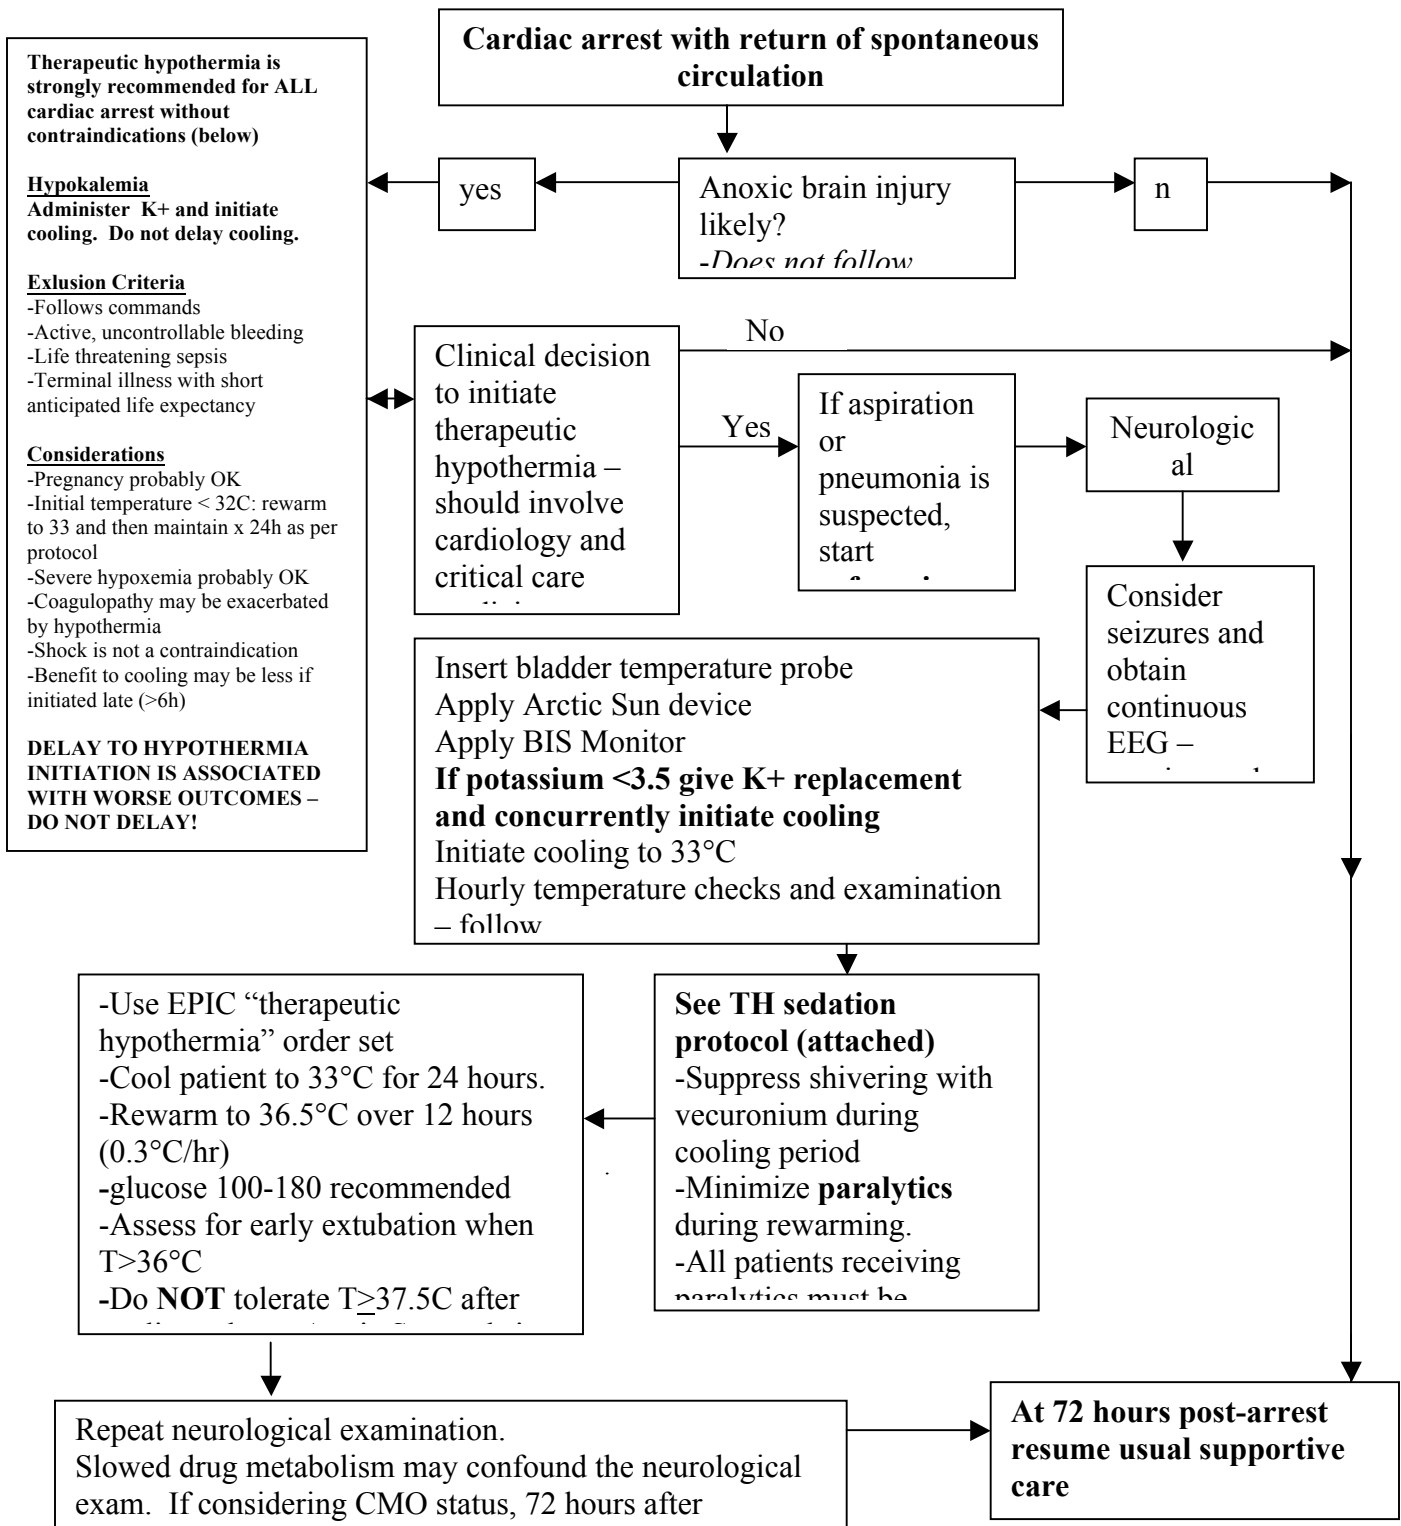 Cardiac arrest with return of spontaneous
circulation
Therapeutic hypothermia is
strongly recommended for ALL
cardiac arrest without
contraindications (below)
Hypokalemia
Administer K+ and initiate
cooling. Do not delay cooling.
Exlusion Criteria
-Follows commands
-Active, uncontrollable bleeding
-Life threatening sepsis
-Terminal illness with short
anticipated life expectancy
Considerations
-Pregnancy probably OK
-Initial temperature < 32C: rewarm
to 33 and then maintain x 24h as per
protocol
-Severe hypoxemia probably OK
-Coagulopathy may be exacerbated
by hypothermia
-Shock is not a contraindication
-Benefit to cooling may be less if
initiated late (>6h)
DELAY TO HYPOTHERMIA
INITIATION IS ASSOCIATED
WITH WORSE OUTCOMES –
DO NOT DELAY!
yes
Anoxic brain injury
likely?
-Does not follow
n
Clinical decision
to initiate
therapeutic
hypothermia –
should involve
cardiology and
critical care
No
Yes
If aspiration
or
pneumonia is
suspected,
start
Neurologic
al
Consider
seizures and
obtain
continuous
EEG –
Insert bladder temperature probe
Apply Arctic Sun device
Apply BIS Monitor
If potassium <3.5 give K+ replacement
and concurrently initiate cooling
Initiate cooling to 33°C
Hourly temperature checks and examination
– follow
See TH sedation
protocol (attached)
-Suppress shivering with
vecuronium during
cooling period
-Minimize paralytics
during rewarming.
-All patients receiving
paralytics must be
-Use EPIC “therapeutic
hypothermia” order set
-Cool patient to 33°C for 24 hours.
-Rewarm to 36.5°C over 12 hours
(0.3°C/hr)
-glucose 100-180 recommended
-Assess for early extubation when
T>36°C
-Do NOT tolerate T≥37.5C after
Repeat neurological examination.
Slowed drug metabolism may confound the neurological
exam. If considering CMO status, 72 hours after
At 72 hours post-arrest
resume usual supportive
care